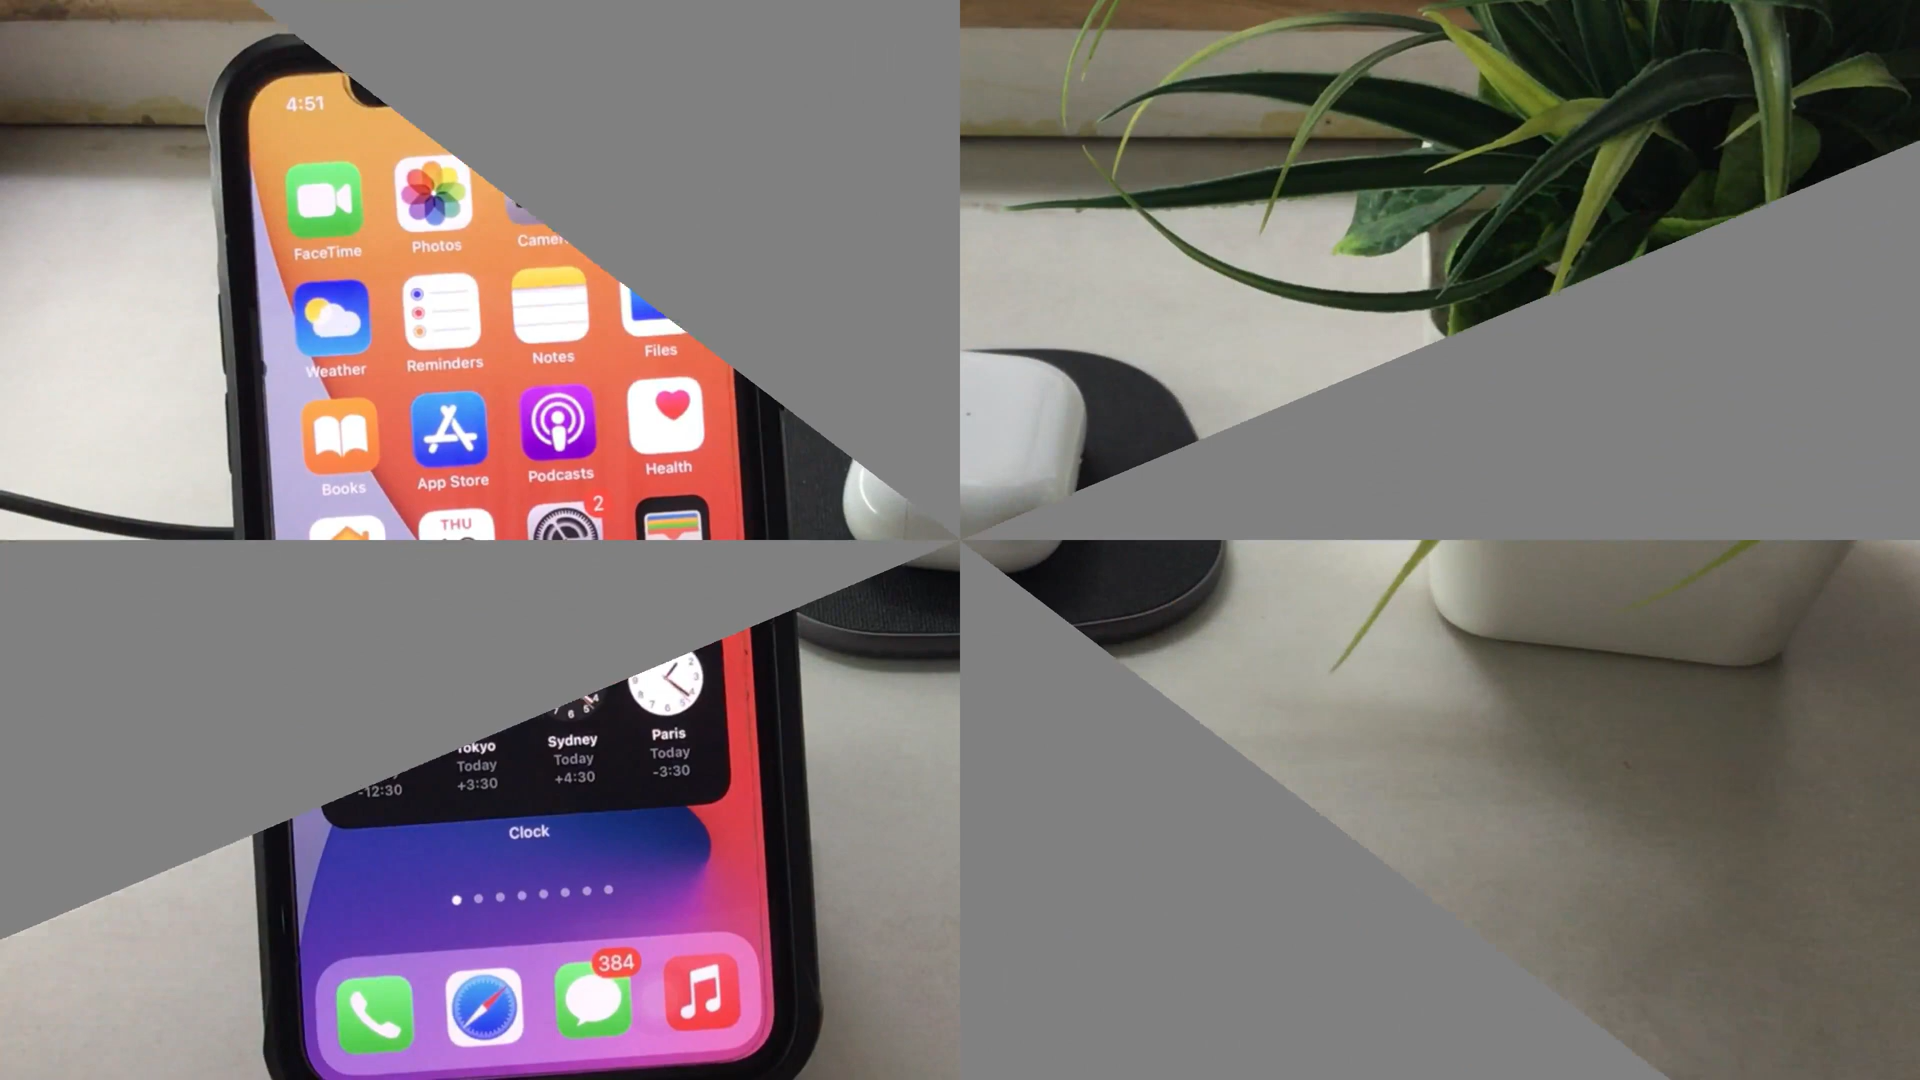 4:51
FaceTime Photos
Weather Reminders Notes Files
Books App Store Podcasts Health
THU 2
Tokyo Sydney Paris
Today Today Today
-12:30 +3:30 +4:30 -3:30
Clock
384